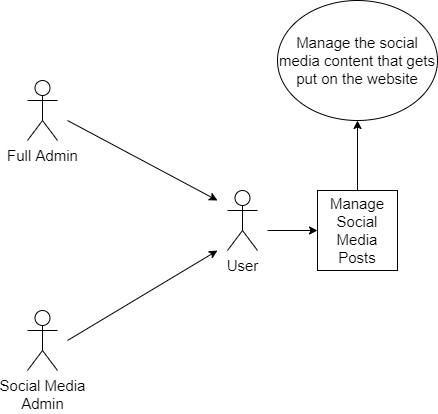 Manage the social
media content that gets
put on the website
Full Admin
Manage
Social
Media
Posts
User
Social Media
Admin